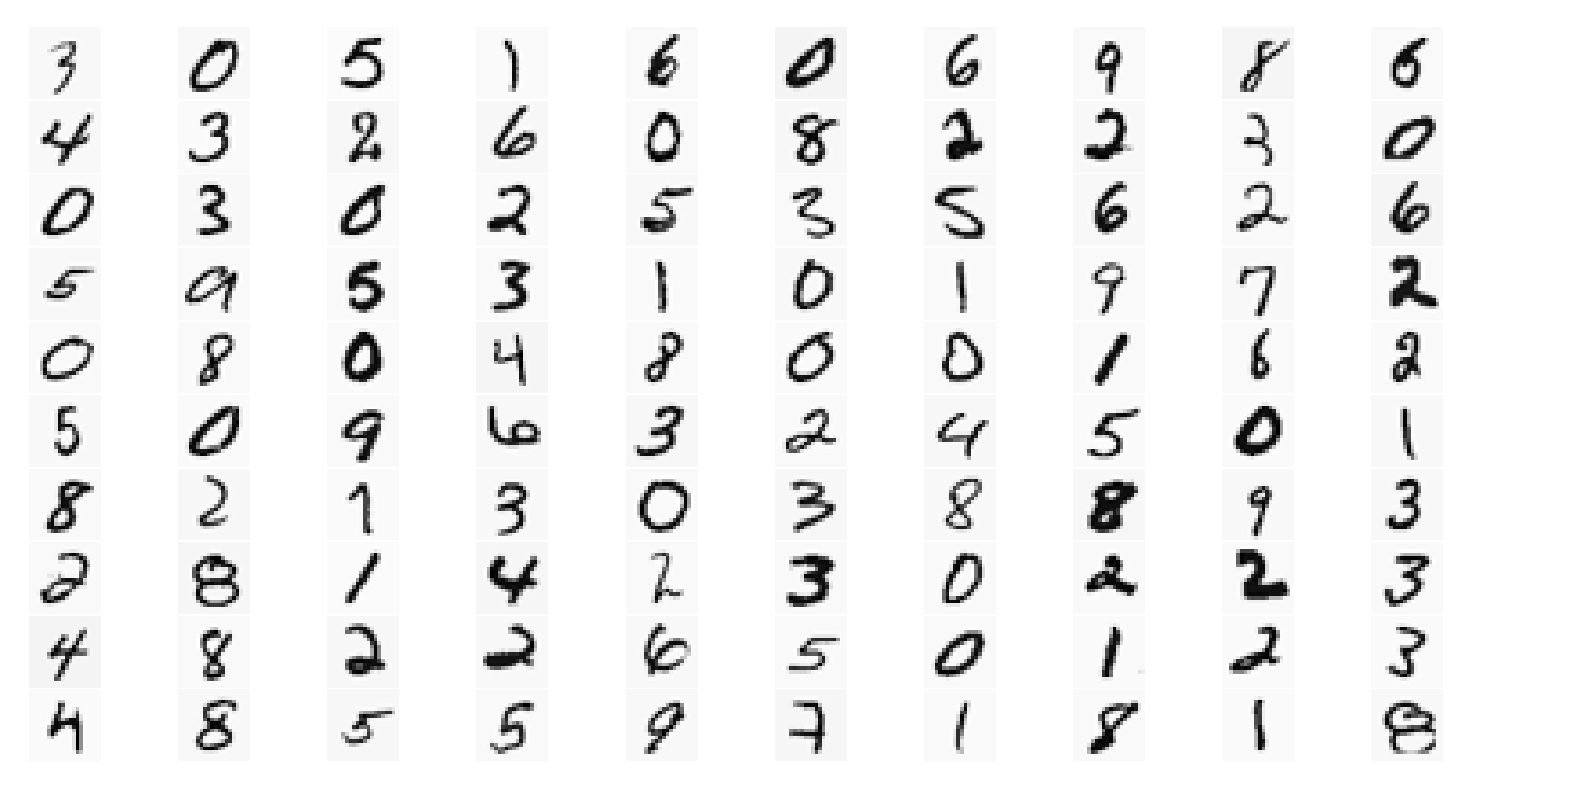 3 0 5 1 6 0 6 9 8 6
4 3 2 6 0 8 2 2 3 0
0 3 0 2 5 3 5 6 2 6
5 9 5 3 1 0 1 9 7 2
0 8 0 4 8 0 0 1 6 2
5 0 9 6 3 2 4 5 0 1
8 2 1 3 0 3 8 8 9 3
2 8 1 4 2 3 0 2 2 3
4 8 2 2 6 5 0 1 2 3
4 8 5 5 9 7 1 8 1 8